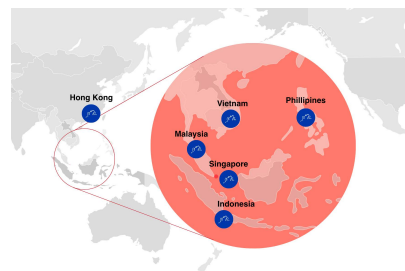 Hong Kong
Vietnam
Phillipines
Malaysia
Singapore
Indonesia